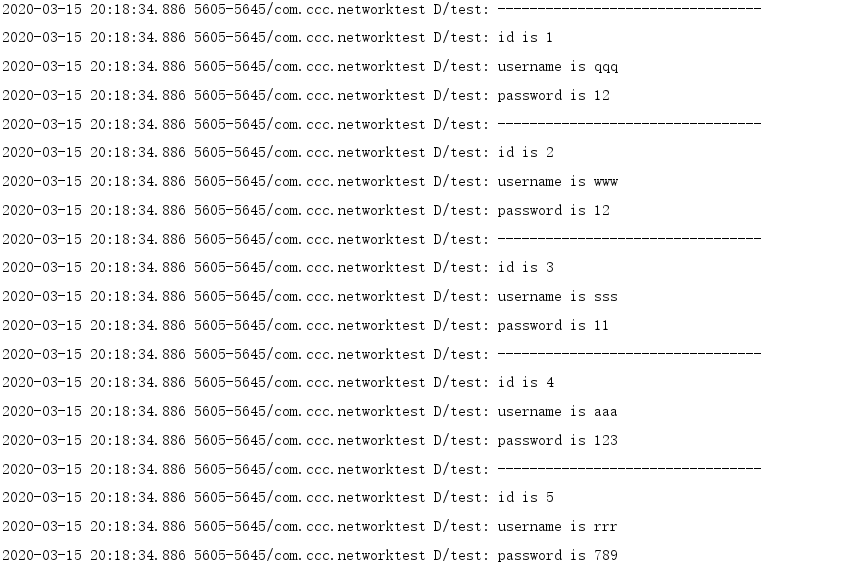 2020-03-15 20:18:34.886 5605-5645/com.ccc.networktest D/test: ---------------------------------
2020-03-15 20:18:34.886 5605-5645/com.ccc.networktest D/test: id is 1
2020-03-15 20:18:34.886 5605-5645/com.ccc.networktest D/test: username is qqq
2020-03-15 20:18:34.886 5605-5645/com.ccc.networktest D/test: password is 12
2020-03-15 20:18:34.886 5605-5645/com.ccc.networktest D/test: ---------------------------------
2020-03-15 20:18:34.886 5605-5645/com.ccc.networktest D/test: id is 2
2020-03-15 20:18:34.886 5605-5645/com.ccc.networktest D/test: username is www
2020-03-15 20:18:34.886 5605-5645/com.ccc.networktest D/test: password is 12
2020-03-15 20:18:34.886 5605-5645/com.ccc.networktest D/test: ---------------------------------
2020-03-15 20:18:34.886 5605-5645/com.ccc.networktest D/test: id is 3
2020-03-15 20:18:34.886 5605-5645/com.ccc.networktest D/test: username is sss
2020-03-15 20:18:34.886 5605-5645/com.ccc.networktest D/test: password is 11
2020-03-15 20:18:34.886 5605-5645/com.ccc.networktest D/test: ---------------------------------
2020-03-15 20:18:34.886 5605-5645/com.ccc.networktest D/test: id is 4
2020-03-15 20:18:34.886 5605-5645/com.ccc.networktest D/test: username is aaa
2020-03-15 20:18:34.886 5605-5645/com.ccc.networktest D/test: password is 123
2020-03-15 20:18:34.886 5605-5645/com.ccc.networktest D/test: ---------------------------------
2020-03-15 20:18:34.886 5605-5645/com.ccc.networktest D/test: id is 5
2020-03-15 20:18:34.886 5605-5645/com.ccc.networktest D/test: username is rrr
2020-03-15 20:18:34.886 5605-5645/com.ccc.networktest D/test: password is 789